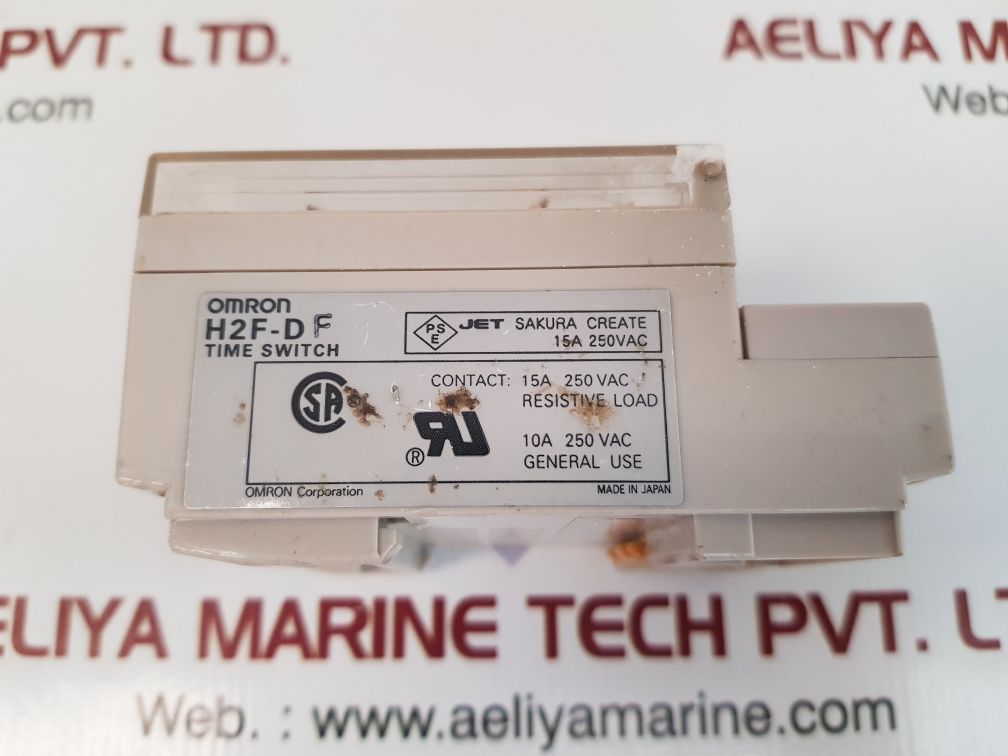 PVT. LTD.
AELIYA M
.com
Web
OMRON
H2F-DF
TIME SWITCH
PS
E
JET SAKURA CREATE
15A 250VAC
SA ®
CONTACT: 15A 250 VAC
RESISTIVE LOAD
RU ®
10A 250 VAC
GENERAL USE
OMRON Corporation
MADE IN JAPAN
ELIYA MARINE TECH PVT. LT
Web. : www.aeliyamarine.com